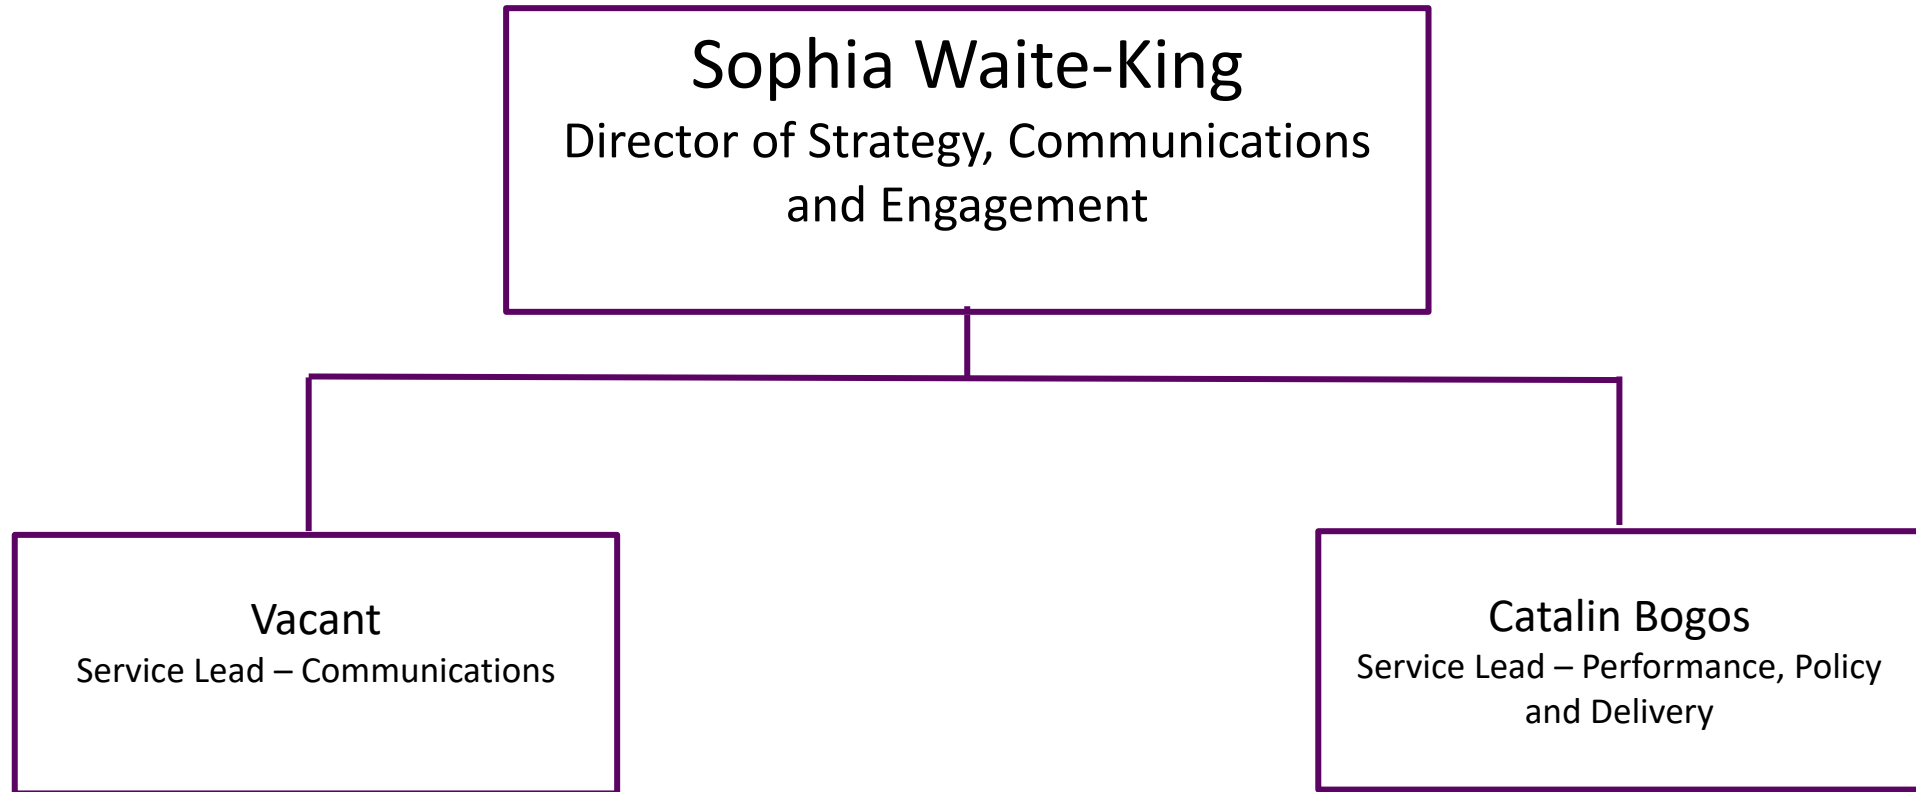 Sophia Waite-King
Director of Strategy, Communications
and Engagement
Vacant
Service Lead – Communications
Catalin Bogos
Service Lead – Performance, Policy
and Delivery